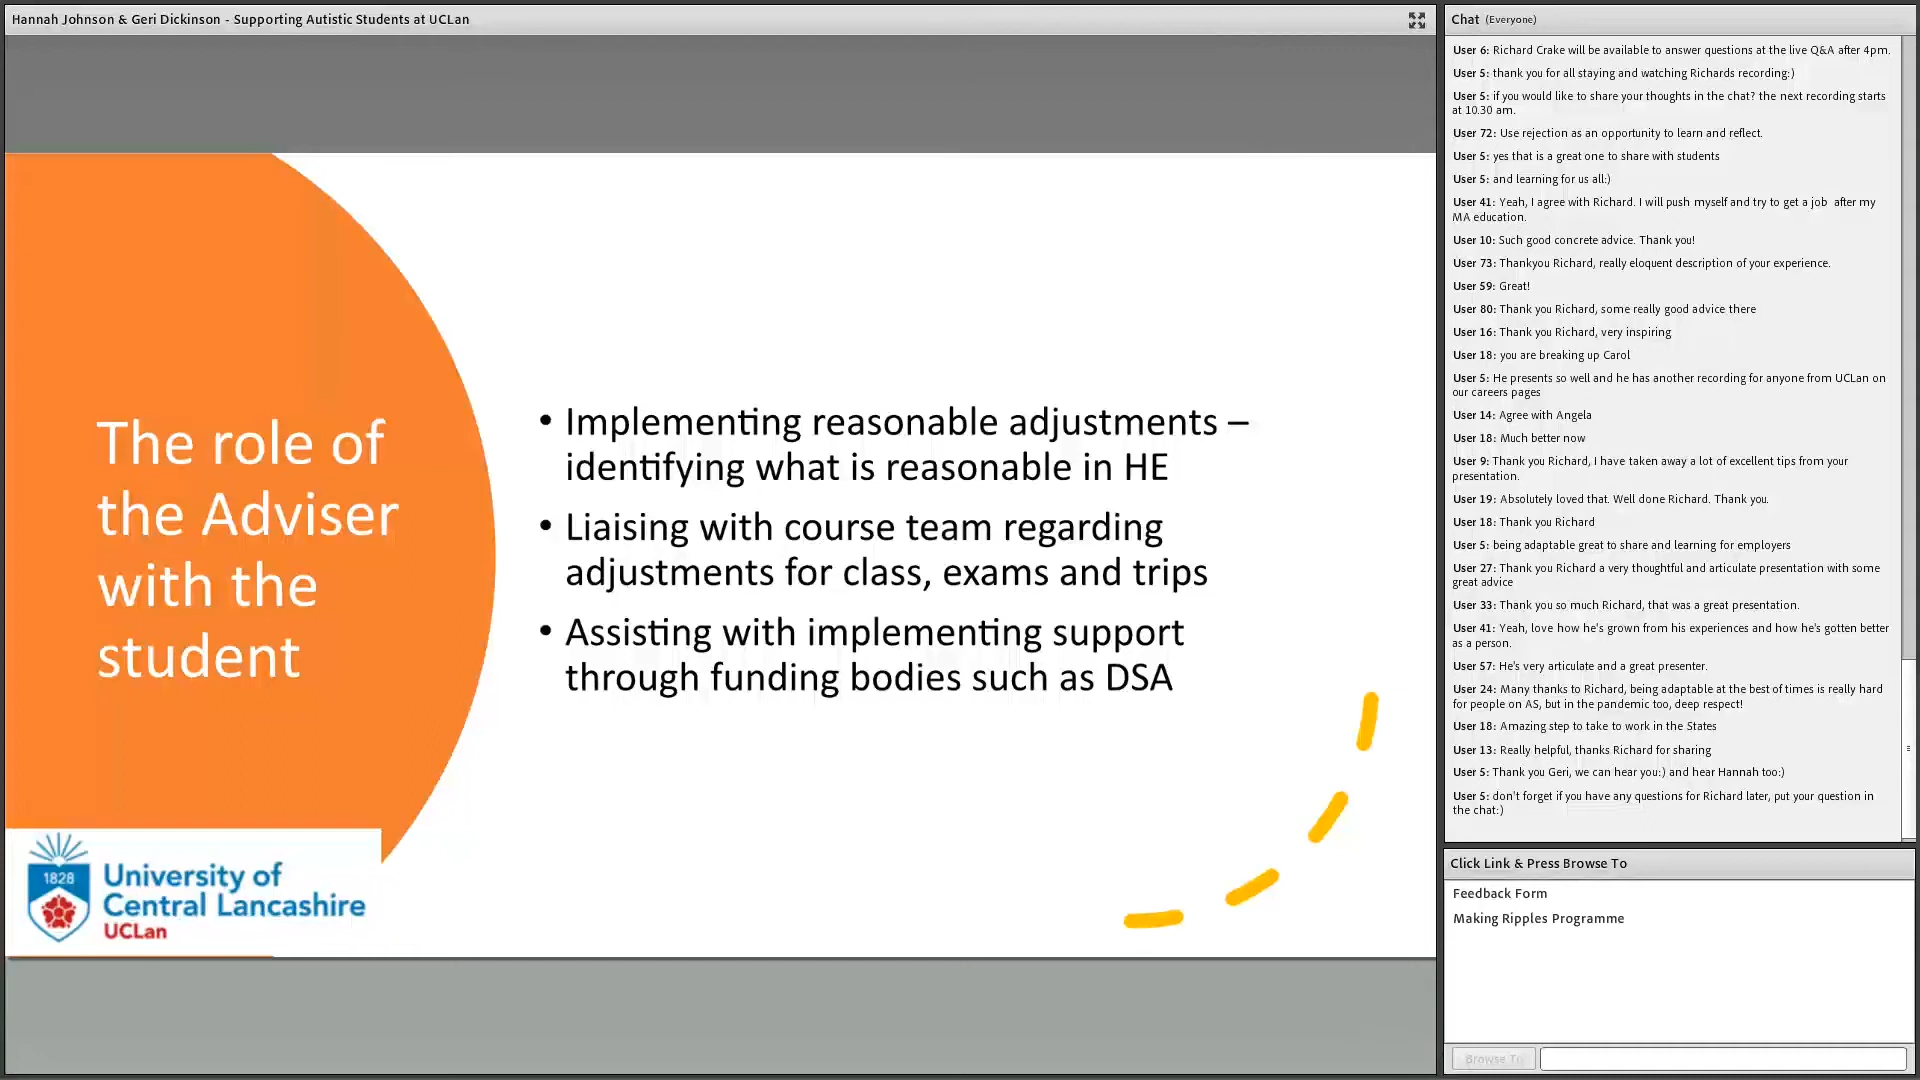 Hannah Johnson & Geri Dickinson - Supporting Autistic Students at UCLan
The role of
the Adviser
with the
student
• Implementing reasonable adjustments –
identifying what is reasonable in HE
• Liaising with course team regarding
adjustments for class, exams and trips
• Assisting with implementing support
through funding bodies such as DSA
1828
University of
Central Lancashire
UCLan
Chat (Everyone)
User 6: Richard Crake will be available to answer questions at the live Q&A after 4pm.
User 5: thank you for all staying and watching Richards recording:)
User 5: if you would like to share your thoughts in the chat? the next recording starts
at 10.30 am.
User 72: Use rejection as an opportunity to learn and reflect.
User 5: yes that is a great one to share with students
User 5: and learning for us all:)
User 41: Yeah, I agree with Richard. I will push myself and try to get a job  after my
MA education.
User 10: Such good concrete advice. Thank you!
User 73: Thankyou Richard, really eloquent description of your experience.
User 59: Great!
User 80: Thank you Richard, some really good advice there
User 16: Thank you Richard, very inspiring
User 18: you are breaking up Carol
User 5: He presents so well and he has another recording for anyone from UCLan on
our careers pages
User 14: Agree with Angela
User 18: Much better now
User 9: Thank you Richard, I have taken away a lot of excellent tips from your
presentation.
User 19: Absolutely loved that. Well done Richard. Thank you.
User 18: Thank you Richard
User 5: being adaptable great to share and learning for employers
User 27: Thank you Richard a very thoughtful and articulate presentation with some
great advice
User 33: Thank you so much Richard, that was a great presentation.
User 41: Yeah, love how he's grown from his experiences and how he's gotten better
as a person.
User 57: He's very articulate and a great presenter.
User 24: Many thanks to Richard, being adaptable at the best of times is really hard
for people on AS, but in the pandemic too, deep respect!
User 18: Amazing step to take to work in the States
User 13: Really helpful, thanks Richard for sharing
User 5: Thank you Geri, we can hear you:) and hear Hannah too:)
User 5: don't forget if you have any questions for Richard later, put your question in
the chat:)
Click Link & Press Browse To
Feedback Form
Making Ripples Programme
Browse To